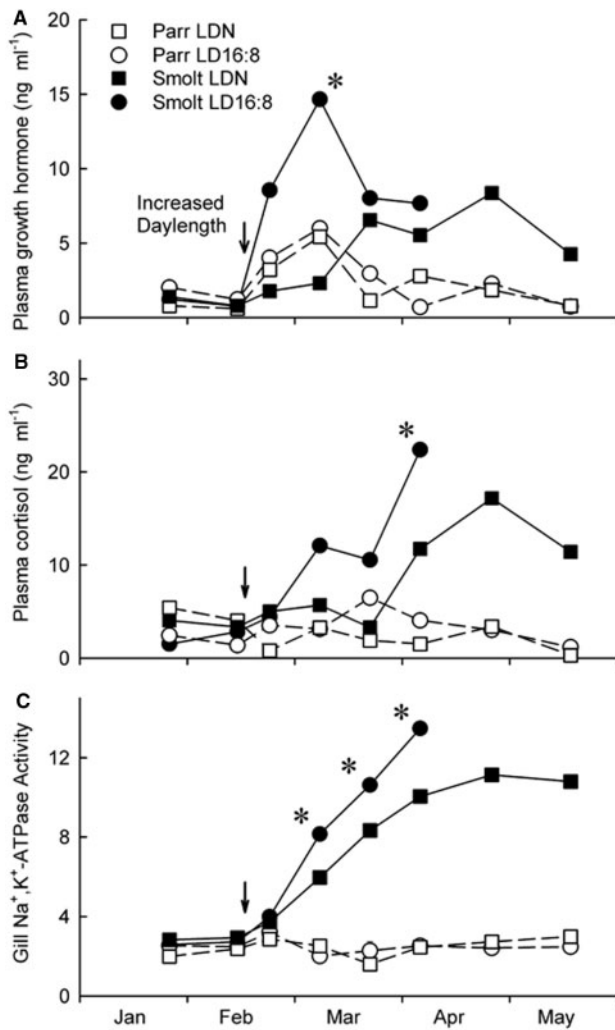 A
20
Parr LDN
Parr LD16:8
Smolt LDN
Smolt LD16:8
*
15
10
Increased
Daylength
5
0
Plasma growth hormone (ng ml⁻¹)
B
30
*
20
10
0
Plasma cortisol (ng ml⁻¹)
C
*
*
*
12
8
4
0
Gill Na⁺,K⁺-ATPase Activity
Jan Feb Mar Apr May